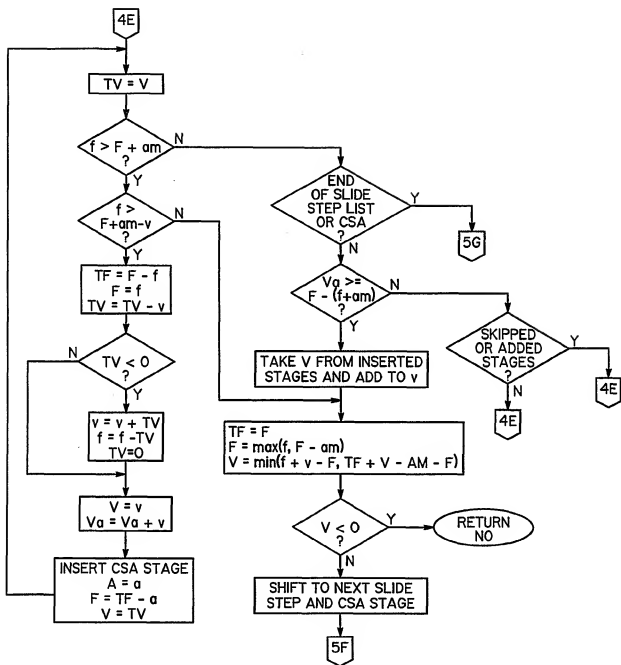 4E
TV = V
f > F + am
?
N
Y
f >
F+am-v
?
N
Y
TF = F - f
F = f
TV = TV - v
TV < 0
?
N
Y
v = v + TV
f = f -TV
TV=0
V = v
Va = Va + v
INSERT CSA STAGE
A = a
F = TF - a
V = TV
END
OF SLIDE
STEP LIST
OR CSA
?
Y
N
5G
Va >=
F - (f+am)
?
N
Y
SKIPPED
OR ADDED
STAGES
?
Y
N
4E
4E
TAKE V FROM INSERTED
STAGES AND ADD TO v
TF = F
F = max(f, F - am)
V = min(f + v - F, TF + V - AM - F)
V < 0
?
Y
N
RETURN
NO
SHIFT TO NEXT SLIDE
STEP AND CSA STAGE
5F